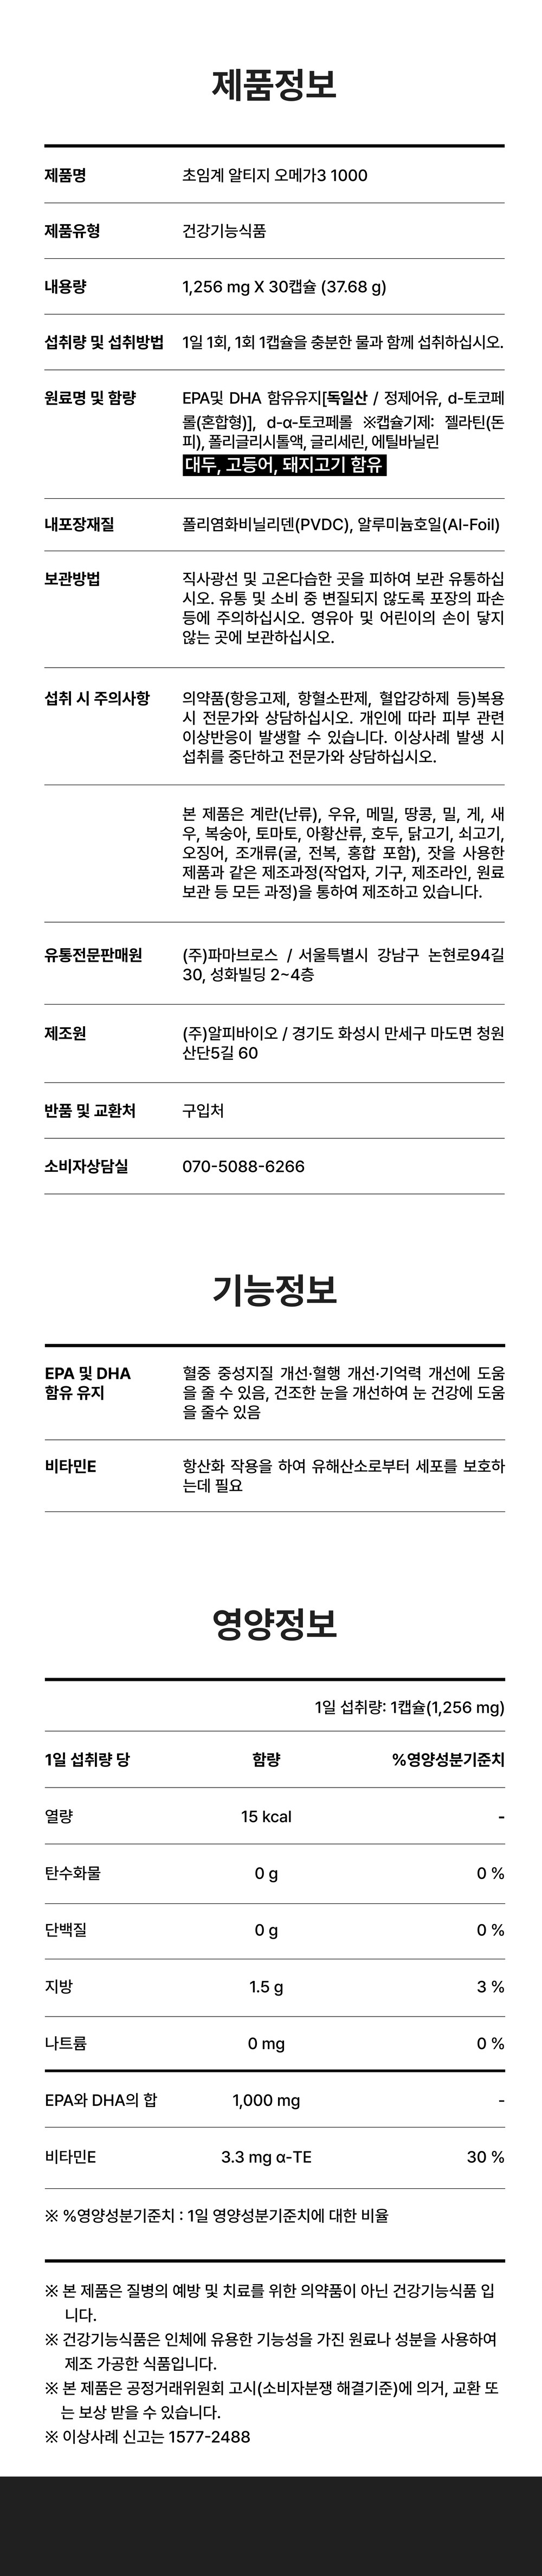 제품정보
제품명 초임계 알티지 오메가3 1000
제품유형 건강기능식품
내용량 1,256 mg X 30캡슐 (37.68 g)
섭취량 및 섭취방법 1일 1회, 1회 1캡슐을 충분한 물과 함께 섭취하십시오.
원료명 및 함량 EPA및 DHA 함유유지[독일산 / 정제어유, d-토코페
롤(혼합형)], d-α-토코페롤 ※캡슐기제: 젤라틴(돈
피), 폴리글리시톨액, 글리세린, 에틸바닐린
대두, 고등어, 돼지고기 함유
내포장재질 폴리염화비닐리덴(PVDC), 알루미늄호일(Al-Foil)
보관방법 직사광선 및 고온다습한 곳을 피하여 보관 유통하십
시오. 유통 및 소비 중 변질되지 않도록 포장의 파손
등에 주의하십시오. 영유아 및 어린이의 손이 닿지
않는 곳에 보관하십시오.
섭취 시 주의사항 의약품(항응고제, 항혈소판제, 혈압강하제 등)복용
시 전문가와 상담하십시오. 개인에 따라 피부 관련
이상반응이 발생할 수 있습니다. 이상사례 발생 시
섭취를 중단하고 전문가와 상담하십시오.
본 제품은 계란(난류), 우유, 메밀, 땅콩, 밀, 게, 새
우, 복숭아, 토마토, 아황산류, 호두, 닭고기, 쇠고기,
오징어, 조개류(굴, 전복, 홍합 포함), 잣을 사용한
제품과 같은 제조과정(작업자, 기구, 제조라인, 원료
보관 등 모든 과정)을 통하여 제조하고 있습니다.
유통전문판매원 (주)파마브로스 / 서울특별시 강남구 논현로94길
30, 성화빌딩 2~4층
제조원 (주)알피바이오 / 경기도 화성시 만세구 마도면 청원
산단5길 60
반품 및 교환처 구입처
소비자상담실 070-5088-6266
기능정보
EPA 및 DHA 혈중 중성지질 개선·혈행 개선·기억력 개선에 도움
함유 유지 을 줄 수 있음, 건조한 눈을 개선하여 눈 건강에 도움
을 줄수 있음
비타민E 항산화 작용을 하여 유해산소로부터 세포를 보호하
는데 필요
영양정보
1일 섭취량: 1캡슐(1,256 mg)
1일 섭취량 당 함량 %영양성분기준치
열량 15 kcal -
탄수화물 0 g 0 %
단백질 0 g 0 %
지방 1.5 g 3 %
나트륨 0 mg 0 %
EPA와 DHA의 합 1,000 mg -
비타민E 3.3 mg α-TE 30 %
※ %영양성분기준치 : 1일 영양성분기준치에 대한 비율
※ 본 제품은 질병의 예방 및 치료를 위한 의약품이 아닌 건강기능식품 입
니다.
※ 건강기능식품은 인체에 유용한 기능성을 가진 원료나 성분을 사용하여
제조 가공한 식품입니다.
※ 본 제품은 공정거래위원회 고시(소비자분쟁 해결기준)에 의거, 교환 또
는 보상 받을 수 있습니다.
※ 이상사례 신고는 1577-2488